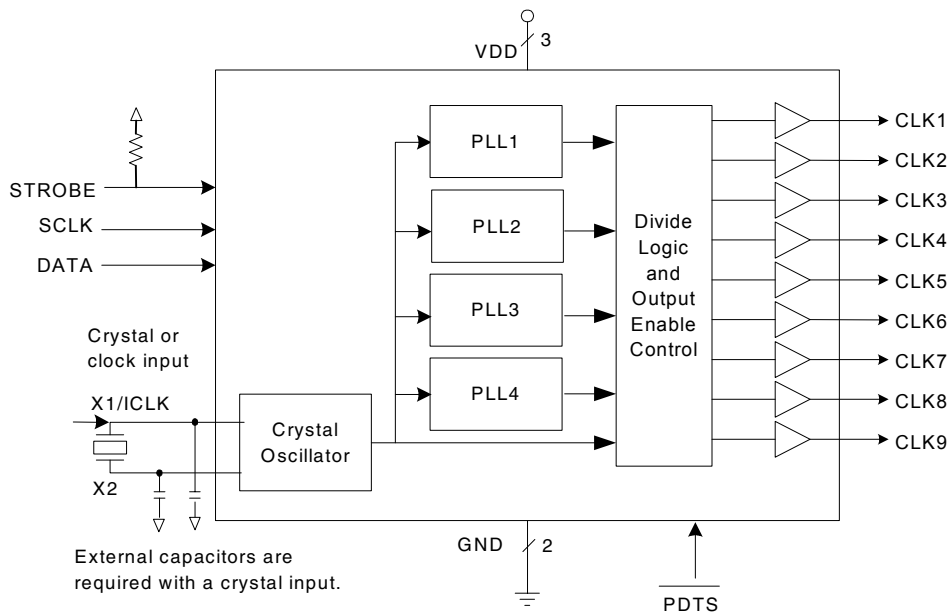 VDD
3
STROBE
SCLK
DATA
PLL1
PLL2
PLL3
PLL4
Divide
Logic
and
Output
Enable
Control
CLK1
CLK2
CLK3
CLK4
CLK5
CLK6
CLK7
CLK8
CLK9
Crystal or
clock input
X1/ICLK
X2
Crystal
Oscillator
External capacitors are
required with a crystal input.
GND
2
PDTS